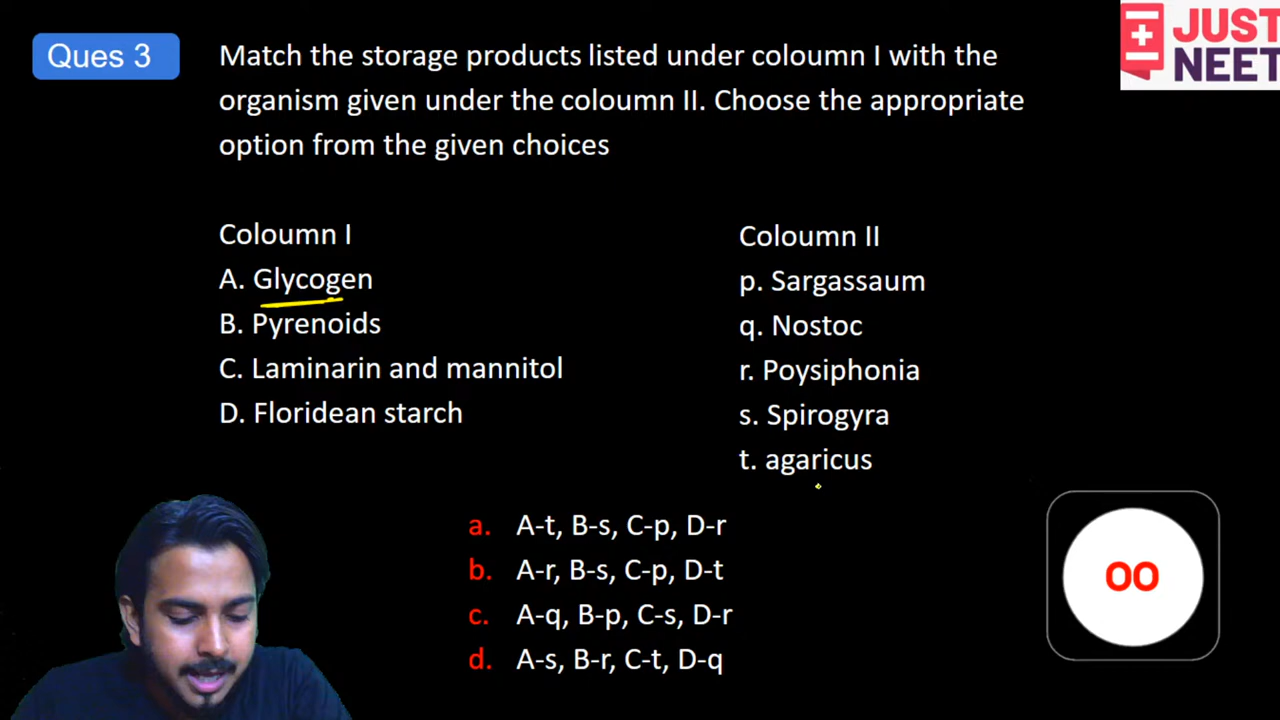 Ques 3
Match the storage products listed under coloumn I with the
organism given under the coloumn II. Choose the appropriate
option from the given choices
JUST
NEET
Coloumn I
A. Glycogen
B. Pyrenoids
C. Laminarin and mannitol
D. Floridean starch
Coloumn II
p. Sargassaum
q. Nostoc
r. Poysiphonia
s. Spirogyra
t. agaricus
a. A-t, B-s, C-p, D-r
b. A-r, B-s, C-p, D-t
c. A-q, B-p, C-s, D-r
d. A-s, B-r, C-t, D-q
00